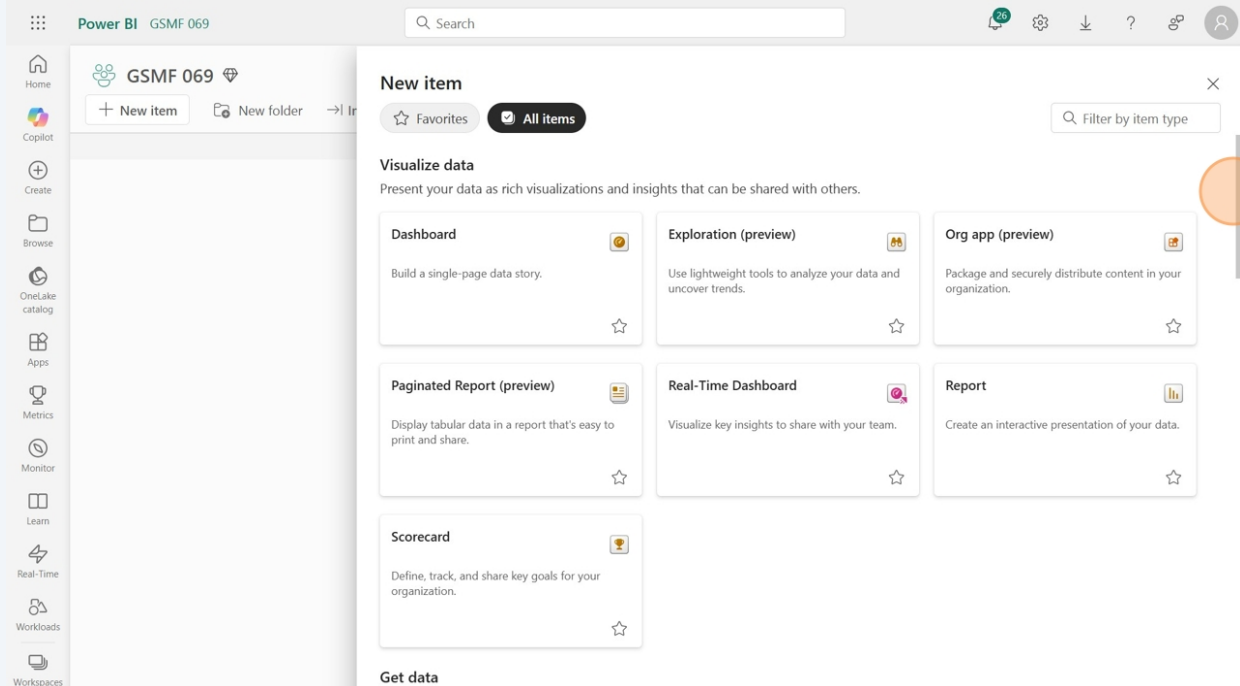 Power BI GSMF 069
Search
26
Home
Copilot
Create
Browse
OneLake
catalog
Apps
Metrics
Monitor
Learn
Real-Time
Workloads
Workspaces
GSMF 069
New item
New folder
New item
Favorites
All items
Filter by item type
Visualize data
Present your data as rich visualizations and insights that can be shared with others.
Dashboard
Build a single-page data story.
Exploration (preview)
Use lightweight tools to analyze your data and
uncover trends.
Org app (preview)
Package and securely distribute content in your
organization.
Paginated Report (preview)
Display tabular data in a report that's easy to
print and share.
Real-Time Dashboard
Visualize key insights to share with your team.
Report
Create an interactive presentation of your data.
Scorecard
Define, track, and share key goals for your
organization.
Get data